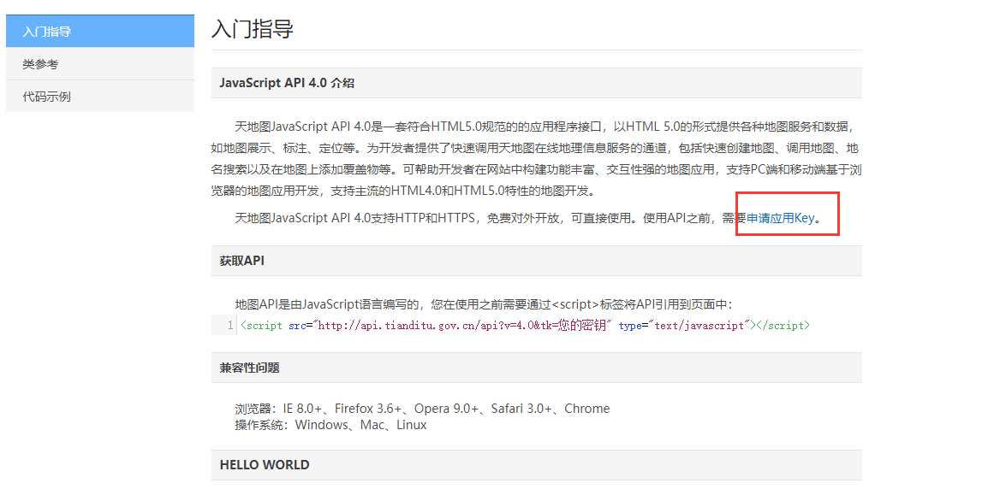 入门指导
类参考
代码示例
入门指导
JavaScript API 4.0 介绍
天地图JavaScript API 4.0是一套符合HTML5.0规范的的应用程序接口，以HTML 5.0的形式提供各种地图服务和数据，
如地图展示、标注、定位等。为开发者提供了快速调用天地图在线地理信息服务的通道，包括快速创建地图、调用地图、地
名搜索以及在地图上添加覆盖物等。可帮助开发者在网站中构建功能丰富、交互性强的地图应用，支持PC端和移动端基于浏
览器的地图应用开发，支持主流的HTML4.0和HTML5.0特性的地图开发。
天地图JavaScript API 4.0支持HTTP和HTTPS，免费对外开放，可直接使用。使用API之前，需要申请应用Key。
获取API
地图API是由JavaScript语言编写的，您在使用之前需要通过<script>标签将API引用到页面中：
1 <script src="http://api.tianditu.gov.cn/api?v=4.0&tk=您的密钥" type="text/javascript"></script>
兼容性问题
浏览器：IE 8.0+、Firefox 3.6+、Opera 9.0+、Safari 3.0+、Chrome
操作系统：Windows、Mac、Linux
HELLO WORLD